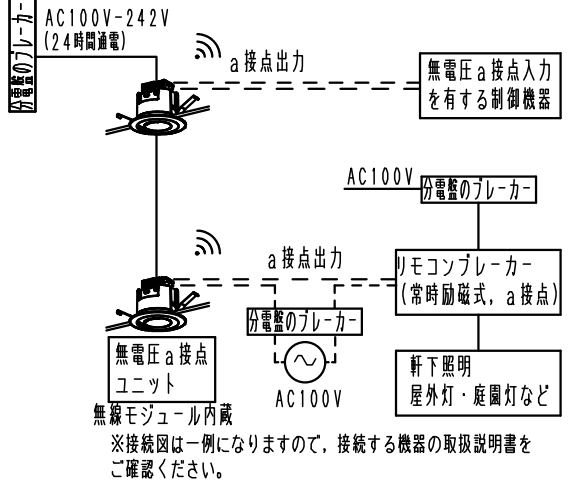 分電盤のブレーカー
AC100V-242V
(24時間通電)
a接点出力
無電圧a接点入力
を有する制御機器
AC100V
分電盤のブレーカー
a接点出力
リモコンブレーカー
(常時励磁式, a接点)
分電盤のブレーカー
AC100V
軒下照明
屋外灯・庭園灯など
無電圧a接点
ユニット
無線モジュール内蔵
※接続図は一例になりますので, 接続する機器の取扱説明書を
ご確認ください。